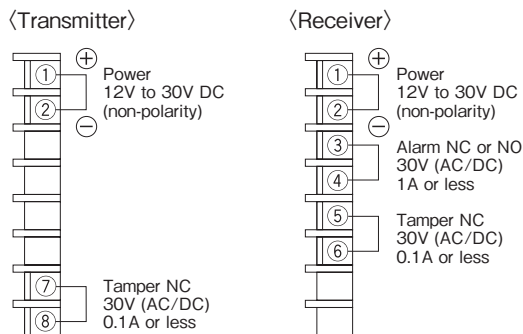 〈Transmitter〉
⊕
①
②
⊖
Power
12V to 30V DC
(non-polarity)
⑦
⑧
Tamper NC
30V (AC/DC)
0.1A or less
〈Receiver〉
⊕
①
②
⊖
Power
12V to 30V DC
(non-polarity)
③
④
Alarm NC or NO
30V (AC/DC)
1A or less
⑤
⑥
Tamper NC
30V (AC/DC)
0.1A or less